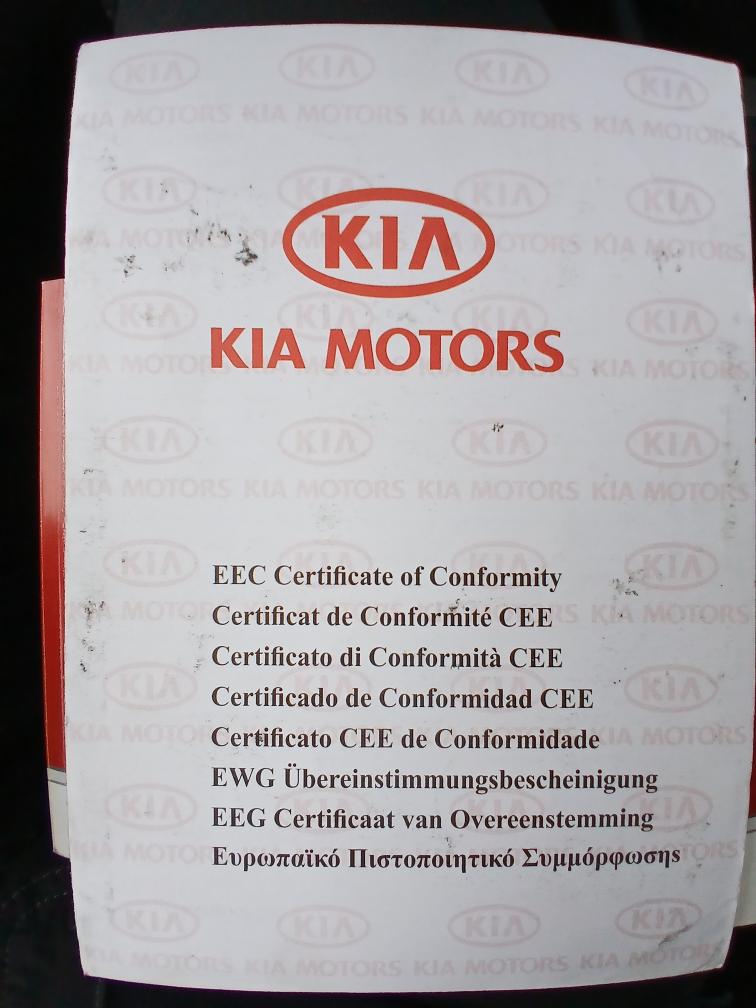 KIA
KIA MOTORS
EEC Certificate of Conformity
Certificat de Conformité CEE
Certificato di Conformità CEE
Certificado de Conformidad CEE
Certificato CEE de Conformidade
EWG Übereinstimmungsbescheinigung
EEG Certificaat van Overeenstemming
Ευρωπαϊκό Πιστοποιητικό Συμμόρφωσης